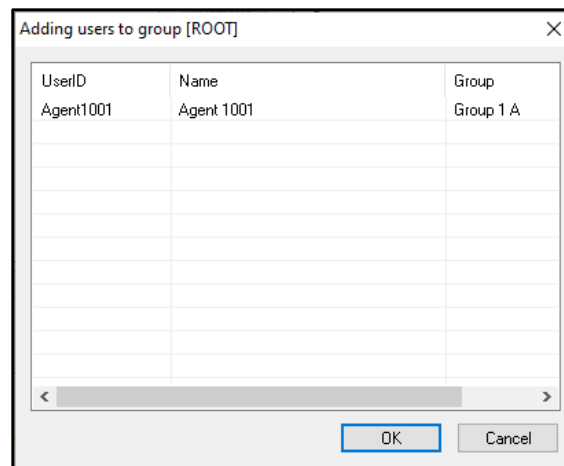 Adding users to group [ROOT]
UserID Name Group
Agent1001 Agent 1001 Group 1 A
OK Cancel